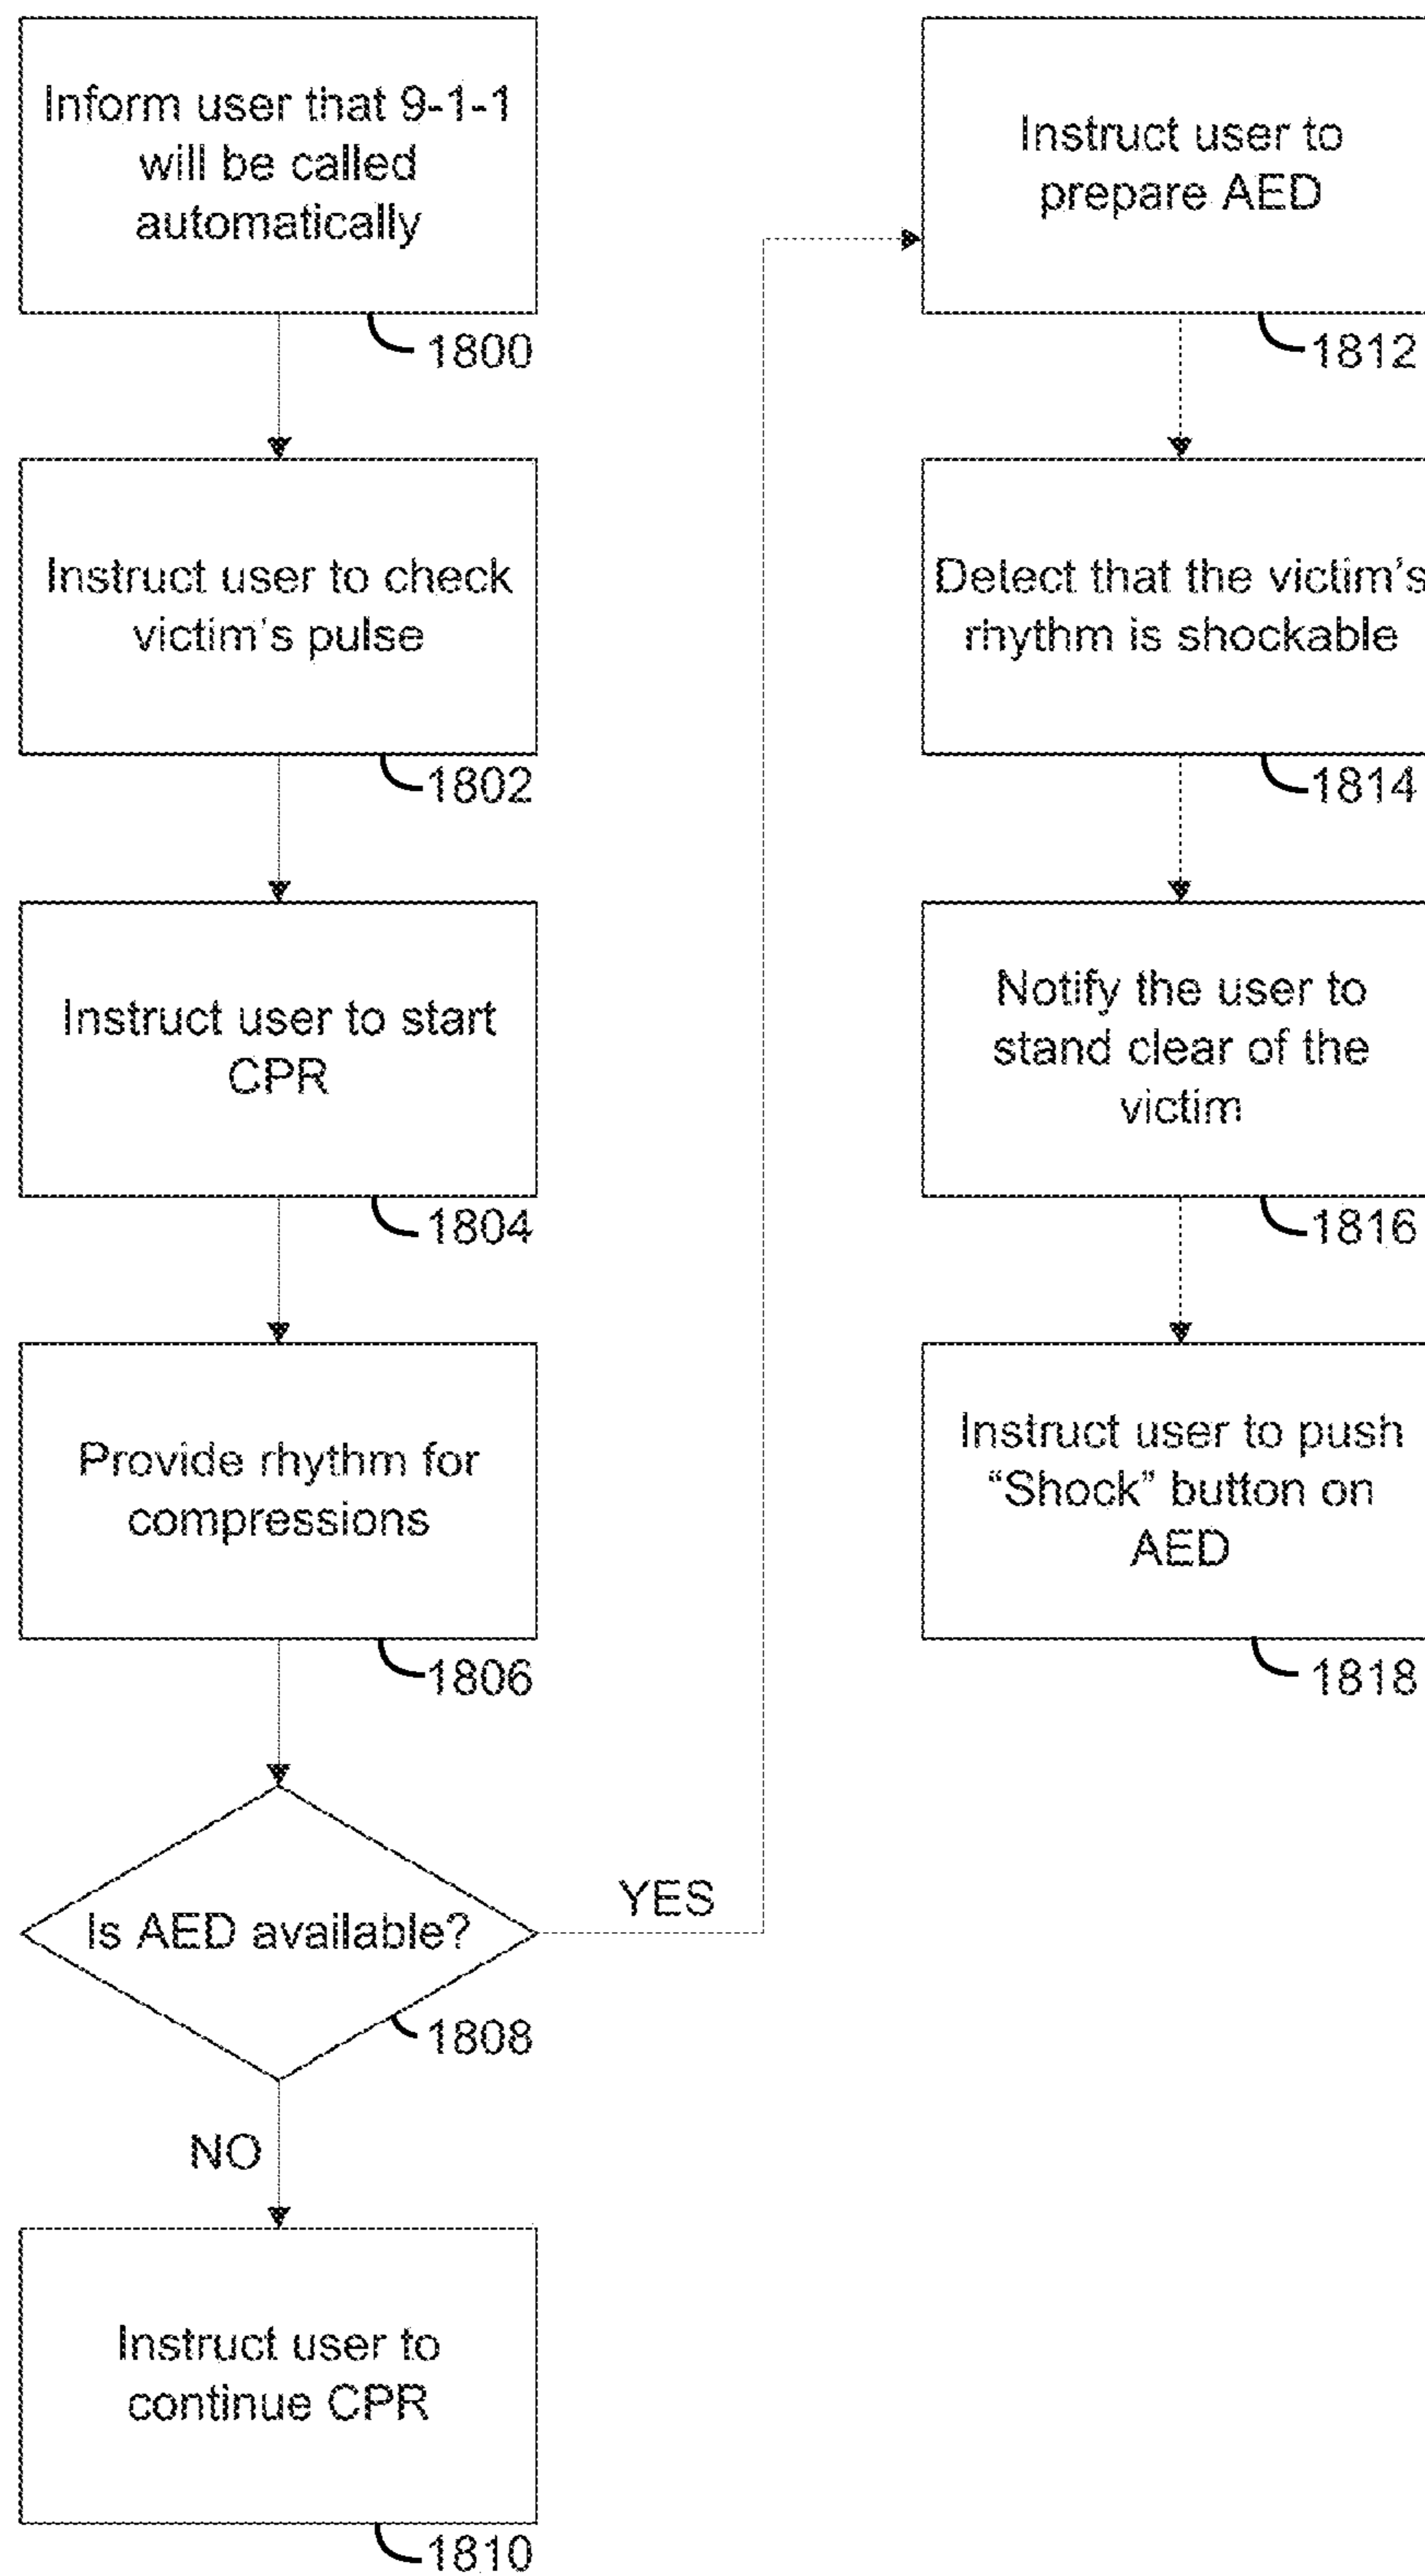 Inform user that 9-1-1
will be called
automatically
1800
Instruct user to check
victim's pulse
1802
Instruct user to start
CPR
1804
Provide rhythm for
compressions
1806
Is AED available?
YES
1808
NO
Instruct user to
continue CPR
1810
Instruct user to
prepare AED
1812
Detect that the victim's
rhythm is shockable
1814
Notify the user to
stand clear of the
victim
1816
Instruct user to push
“Shock” button on
AED
1818